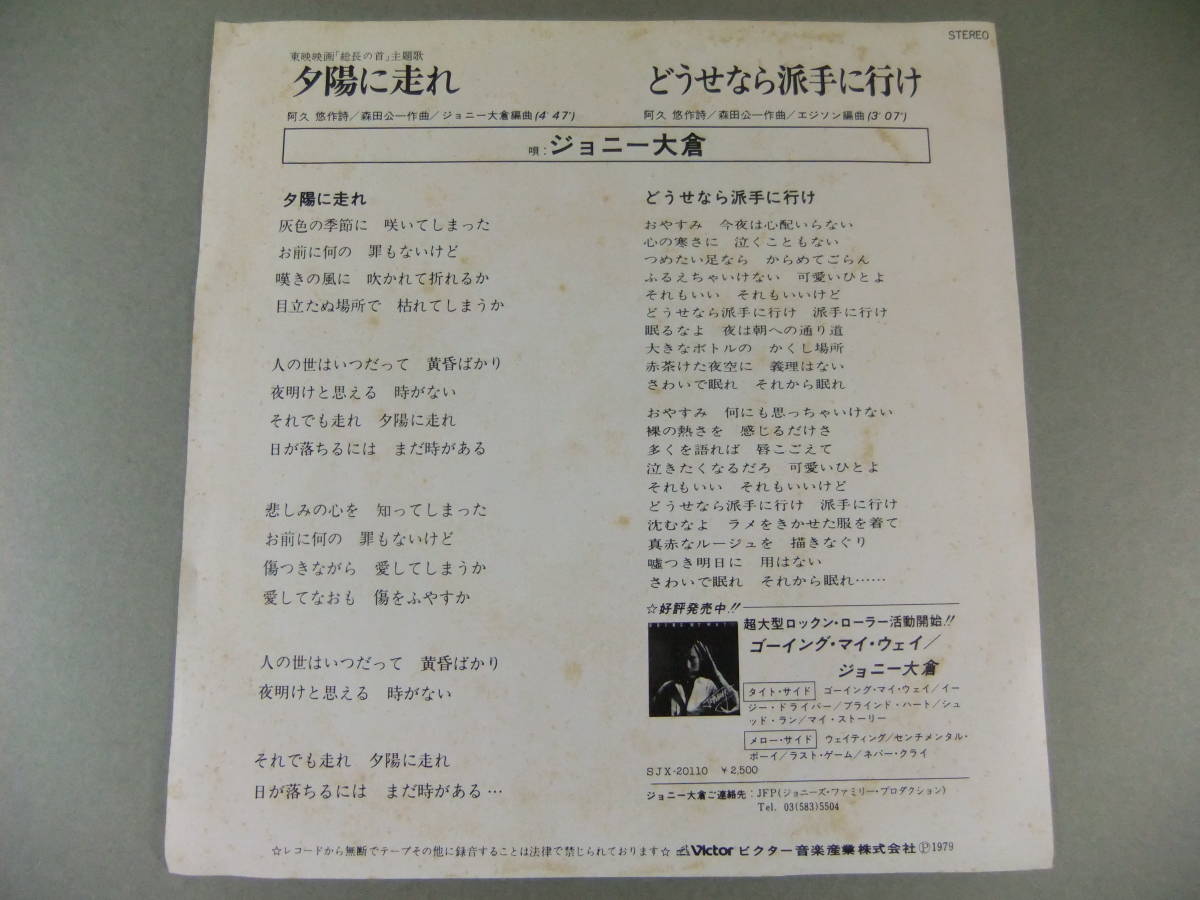 STEREO
東映映画「総長の首」主題歌
夕陽に走れ
阿久 悠作詩/森田公一作曲/ジョニー大倉編曲(4′47″)
どうせなら派手に行け
阿久 悠作詩/森田公一作曲/エジソン編曲(3′07″)
唄:ジョニー大倉
夕陽に走れ
灰色の季節に 咲いてしまった
お前に何の 罪もないけど
嘆きの風に 吹かれて折れるか
目立たぬ場所で 枯れてしまうか
人の世はいつだって 黄昏ばかり
夜明けと思える 時がない
それでも走れ 夕陽に走れ
日が落ちるには まだ時がある
悲しみの心を 知ってしまった
お前に何の 罪もないけど
傷つきながら 愛してしまうか
愛してなおも 傷をふやすか
人の世はいつだって 黄昏ばかり
夜明けと思える 時がない
それでも走れ 夕陽に走れ
日が落ちるには まだ時がある…
どうせなら派手に行け
おやすみ 今夜は心配いらない
心の寒さに 泣くこともない
つめたい足なら からめてごらん
ふるえちゃいけない 可愛いひとよ
それもいい それもいいけど
どうせなら派手に行け 派手に行け
眠るなよ 夜は朝への通り道
大きなボトルの かくし場所
赤茶けた夜空に 義理はない
さわいで眠れ それから眠れ
おやすみ 何にも思っちゃいけない
裸の熱さを 感じるだけさ
多くを語れば 唇こごえて
泣きたくなるだろ 可愛いひとよ
それもいい それもいいけど
どうせなら派手に行け 派手に行け
沈むなよ ラメをきかせた服を着て
真赤なルージュを 描きなぐり
嘘つき明日に 用はない
さわいで眠れ それから眠れ……
☆好評発売中!!
超大型ロックン・ローラー活動開始!!
ゴーイング・マイ・ウェイ/
ジョニー大倉
タイト・サイド ゴーイング・マイ・ウェイ/イー
ジー・ドライバー/ブラインド・ハート/シュ
ッド・ラン/マイ・ストーリー
メロー・サイド ウェイティング/センチメンタル・
ボーイ/ラスト・ゲーム/ネバー・クライ
SJX-20110 ¥2,500
ジョニー大倉ご連絡先:JFP(ジョニーズ・ファミリー・プロダクション)
Tel. 03(583)5504
☆レコードから無断でテープその他に録音することは法律で禁じられております☆ Victor ビクター音楽産業株式会社 Ⓟ1979